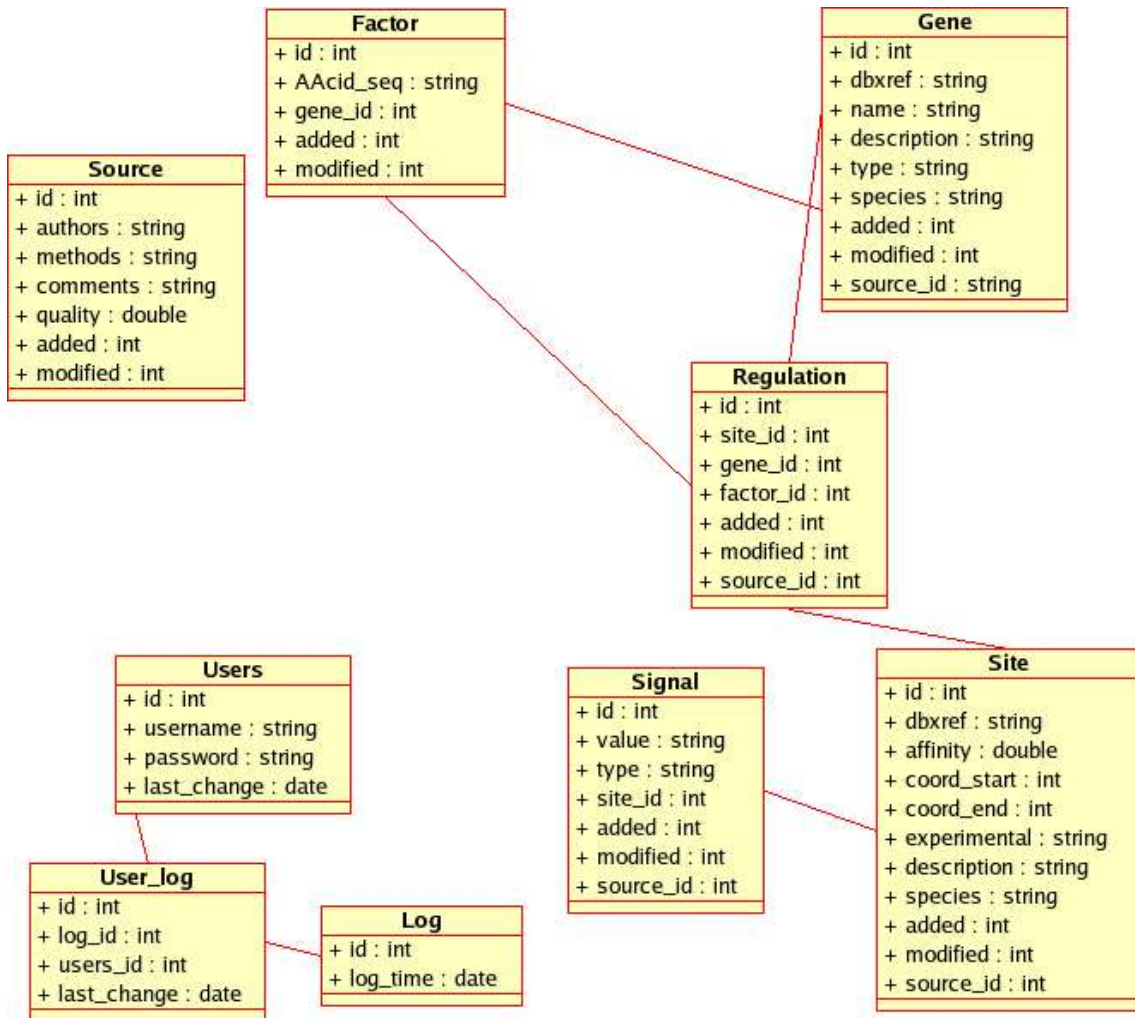 Factor
+ id : int
+ AAcid_seq : string
+ gene_id : int
+ added : int
+ modified : int
Gene
+ id : int
+ dbxref : string
+ name : string
+ description : string
+ type : string
+ species : string
+ added : int
+ modified : int
+ source_id : string
Source
+ id : int
+ authors : string
+ methods : string
+ comments : string
+ quality : double
+ added : int
+ modified : int
Regulation
+ id : int
+ site_id : int
+ gene_id : int
+ factor_id : int
+ added : int
+ modified : int
+ source_id : int
Users
+ id : int
+ username : string
+ password : string
+ last_change : date
Signal
+ id : int
+ value : string
+ type : string
+ site_id : int
+ added : int
+ modified : int
+ source_id : int
Site
+ id : int
+ dbxref : string
+ affinity : double
+ coord_start : int
+ coord_end : int
+ experimental : string
+ description : string
+ species : string
+ added : int
+ modified : int
+ source_id : int
User_log
+ id : int
+ log_id : int
+ users_id : int
+ last_change : date
Log
+ id : int
+ log_time : date